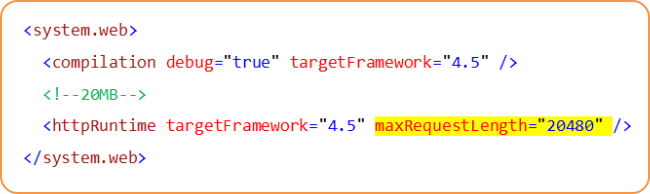 <system.web>
<compilation debug="true" targetFramework="4.5" />
<!--20MB-->
<httpRuntime targetFramework="4.5" maxRequestLength="20480" />
</system.web>